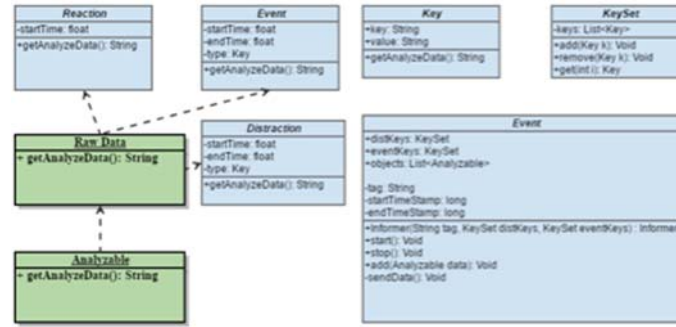 Reaction
-startTime: float
+getAnalyzeData(): String
Event
-startTime: float
-endTime: float
-type: Key
+getAnalyzeData(): String
Key
+key: String
+value: String
+getAnalyzeData(): String
KeySet
-keys: List<Key>
+add(Key k): Void
+remove(Key k): Void
+get(int i): Key
Raw Data
+ getAnalyzeData(): String
Distraction
-startTime: float
-endTime: float
-type: Key
+getAnalyzeData(): String
Analyzable
+ getAnalyzeData(): String
Event
-distKeys: KeySet
-eventKeys: KeySet
-objects: List<Analyzable>
-tag: String
-startTimeStamp: long
-endTimeStamp: long
+Informer(String tag, KeySet distKeys, KeySet eventKeys) : Informer
+start(): Void
+stop(): Void
+add(Analyzable data): Void
-sendData(): Void